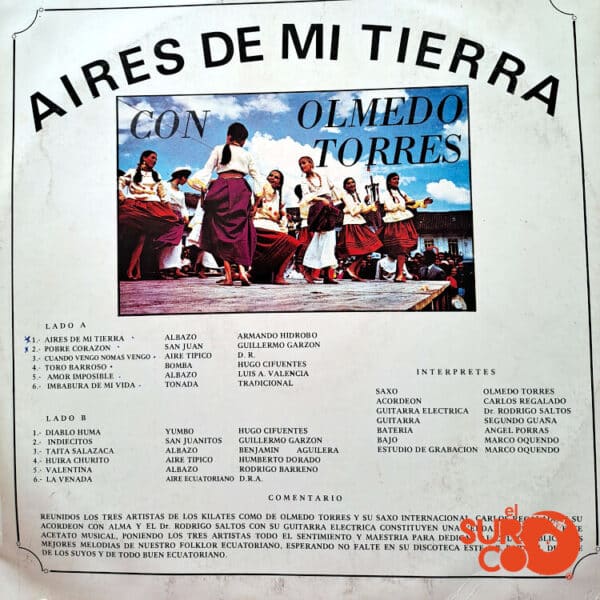 AIRES DE MI TIERRA
CON OLMEDO
TORRES
LADO A
1.- AIRES DE MI TIERRA ALBAZO ARMANDO HIDROBO
2.- POBRE CORAZON SAN JUAN GUILLERMO GARZON
3.- CUANDO VENGO NOMAS VENGO AIRE TIPICO D. R.
4.- TORO BARROSO BOMBA HUGO CIFUENTES
5.- AMOR IMPOSIBLE ALBAZO LUIS A. VALENCIA
6.- IMBABURA DE MI VIDA TONADA TRADICIONAL
INTERPRETES
SAXO OLMEDO TORRES
ACORDEON CARLOS REGALADO
GUITARRA ELECTRICA Dr. RODRIGO SALTOS
GUITARRA SEGUNDO GUAÑA
BATERIA ANGEL PORRAS
BAJO MARCO OQUENDO
ESTUDIO DE GRABACION MARCO OQUENDO
LADO B
1.- DIABLO HUMA YUMBO HUGO CIFUENTES
2.- INDIECITOS SAN JUANITOS GUILLERMO GARZON
3.- TAITA SALAZACA ALBAZO BENJAMIN AGUILERA
4.- HUIRA CHURITO AIRE TIPICO HUMBERTO DORADO
5.- VALENTINA ALBAZO RODRIGO BARRENO
6.- LA VENADA AIRE ECUATORIANO D.R.A.
COMENTARIO
REUNIDOS LOS TRES ARTISTAS DE LOS KILATES COMO DE OLMEDO TORRES Y SU SAXO INTERNACIONAL, CARLOS SU
ACORDEON CON ALMA Y EL Dr. RODRIGO SALTOS CON SU GUITARRA ELECTRICA CONSTITUYEN
ACETATO MUSICAL, PONIENDO LOS TRES ARTISTAS TODO EL SENTIMIENTO Y MAESTRIA PARA
MEJORES MELODIAS DE NUESTRO FOLKLOR ECUATORIANO, ESPERANDO NO FALTE EN SU DISCOTECA
DE LOS SUYOS Y DE TODO BUEN ECUATORIANO.
el
SURCO